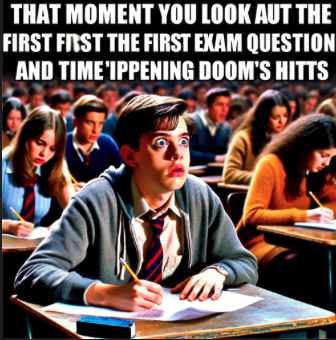 THAT MOMENT YOU LOOK AUT THE
FIRST FIRST THE FIRST EXAM QUESTION
AND TIME 'IPPENING DOOM'S HITTS